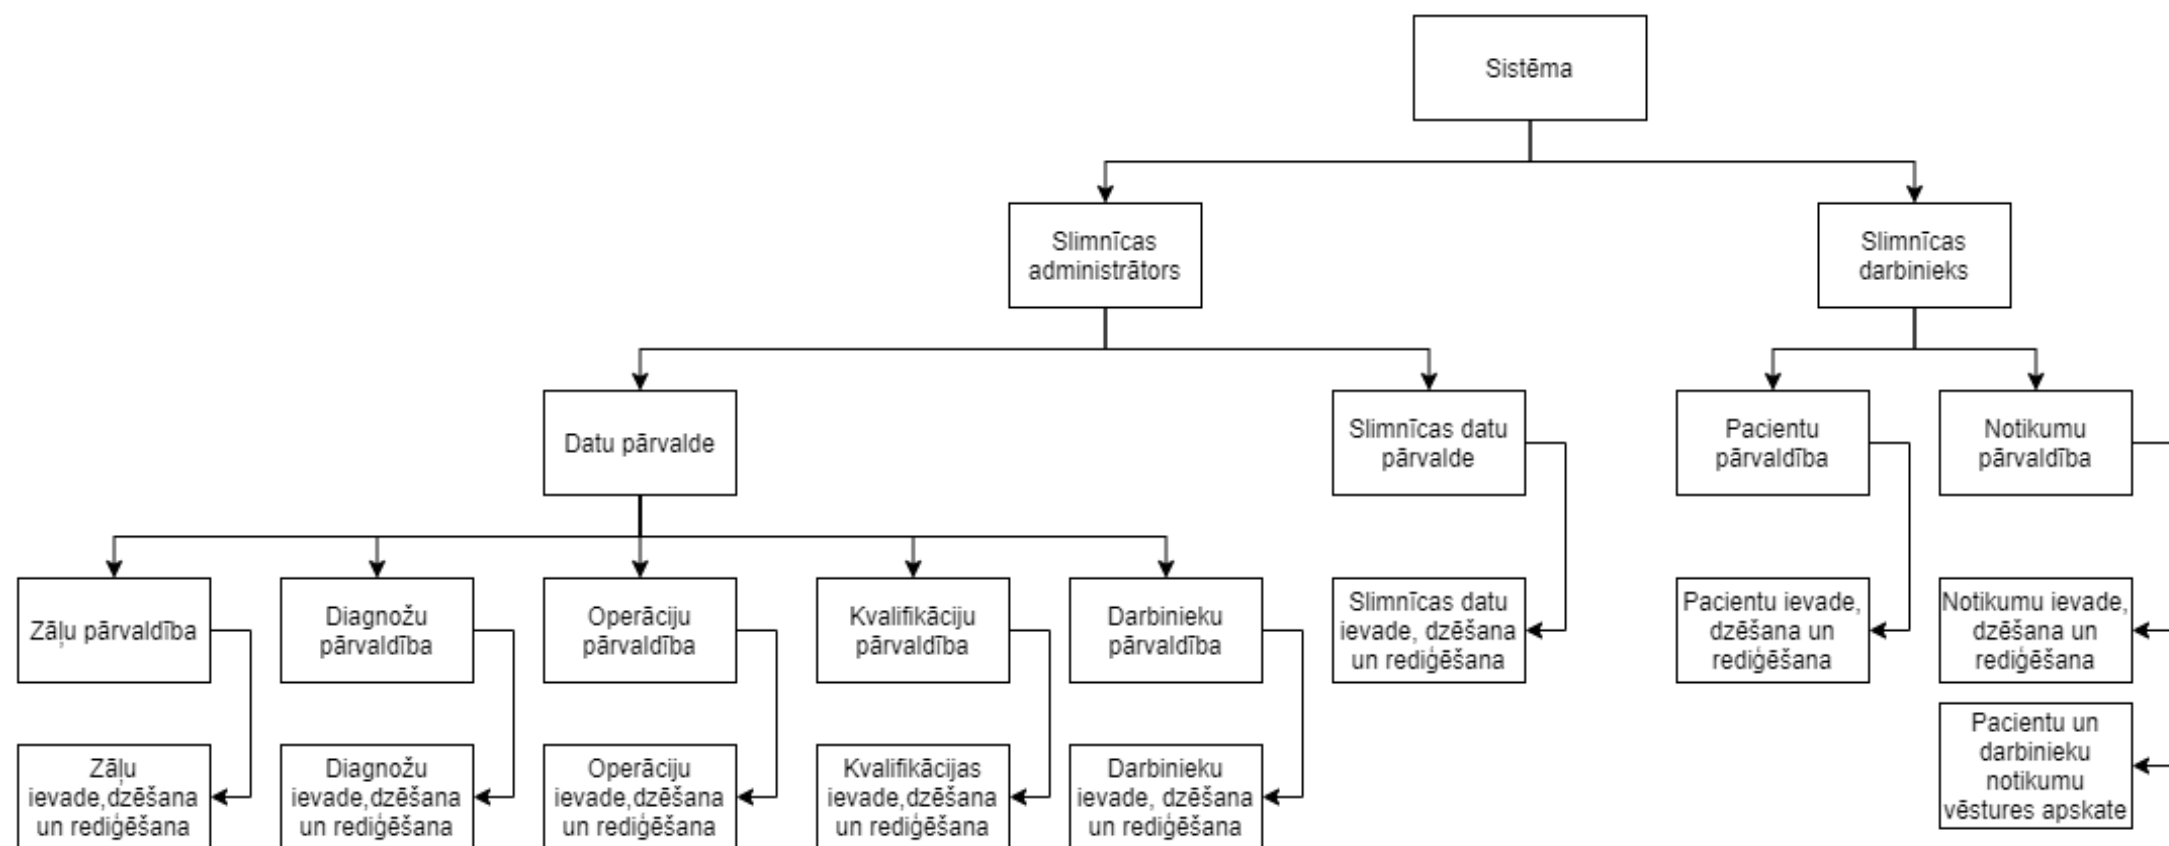 Sistēma
Slimnīcas
administrātors
Slimnīcas
darbinieks
Datu pārvalde
Slimnīcas datu
pārvalde
Pacientu
pārvaldība
Notikumu
pārvaldība
Zāļu pārvaldība
Diagnožu
pārvaldība
Operāciju
pārvaldība
Kvalifikāciju
pārvaldība
Darbinieku
pārvaldība
Slimnīcas datu
ievade, dzēšana
un rediģēšana
Pacientu ievade,
dzēšana un
rediģēšana
Notikumu ievade,
dzēšana un
rediģēšana
Zāļu
ievade,dzēšana
un rediģēšana
Diagnožu
ievade,dzēšana
un rediģēšana
Operāciju
ievade,dzēšana
un rediģēšana
Kvalifikācijas
ievade,dzēšana
un rediģēšana
Darbinieku
ievade, dzēšana
un rediģēšana
Pacientu un
darbinieku
notikumu
vēstures apskate